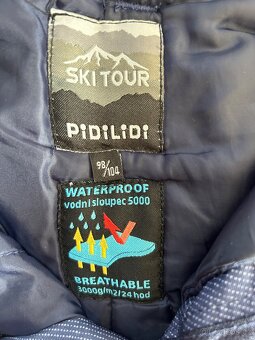 SKI TOUR
PiDiLiDi
98/104
WATERPROOF
vodní sloupec 5000
BREATHABLE
3000g/m2/24 hod